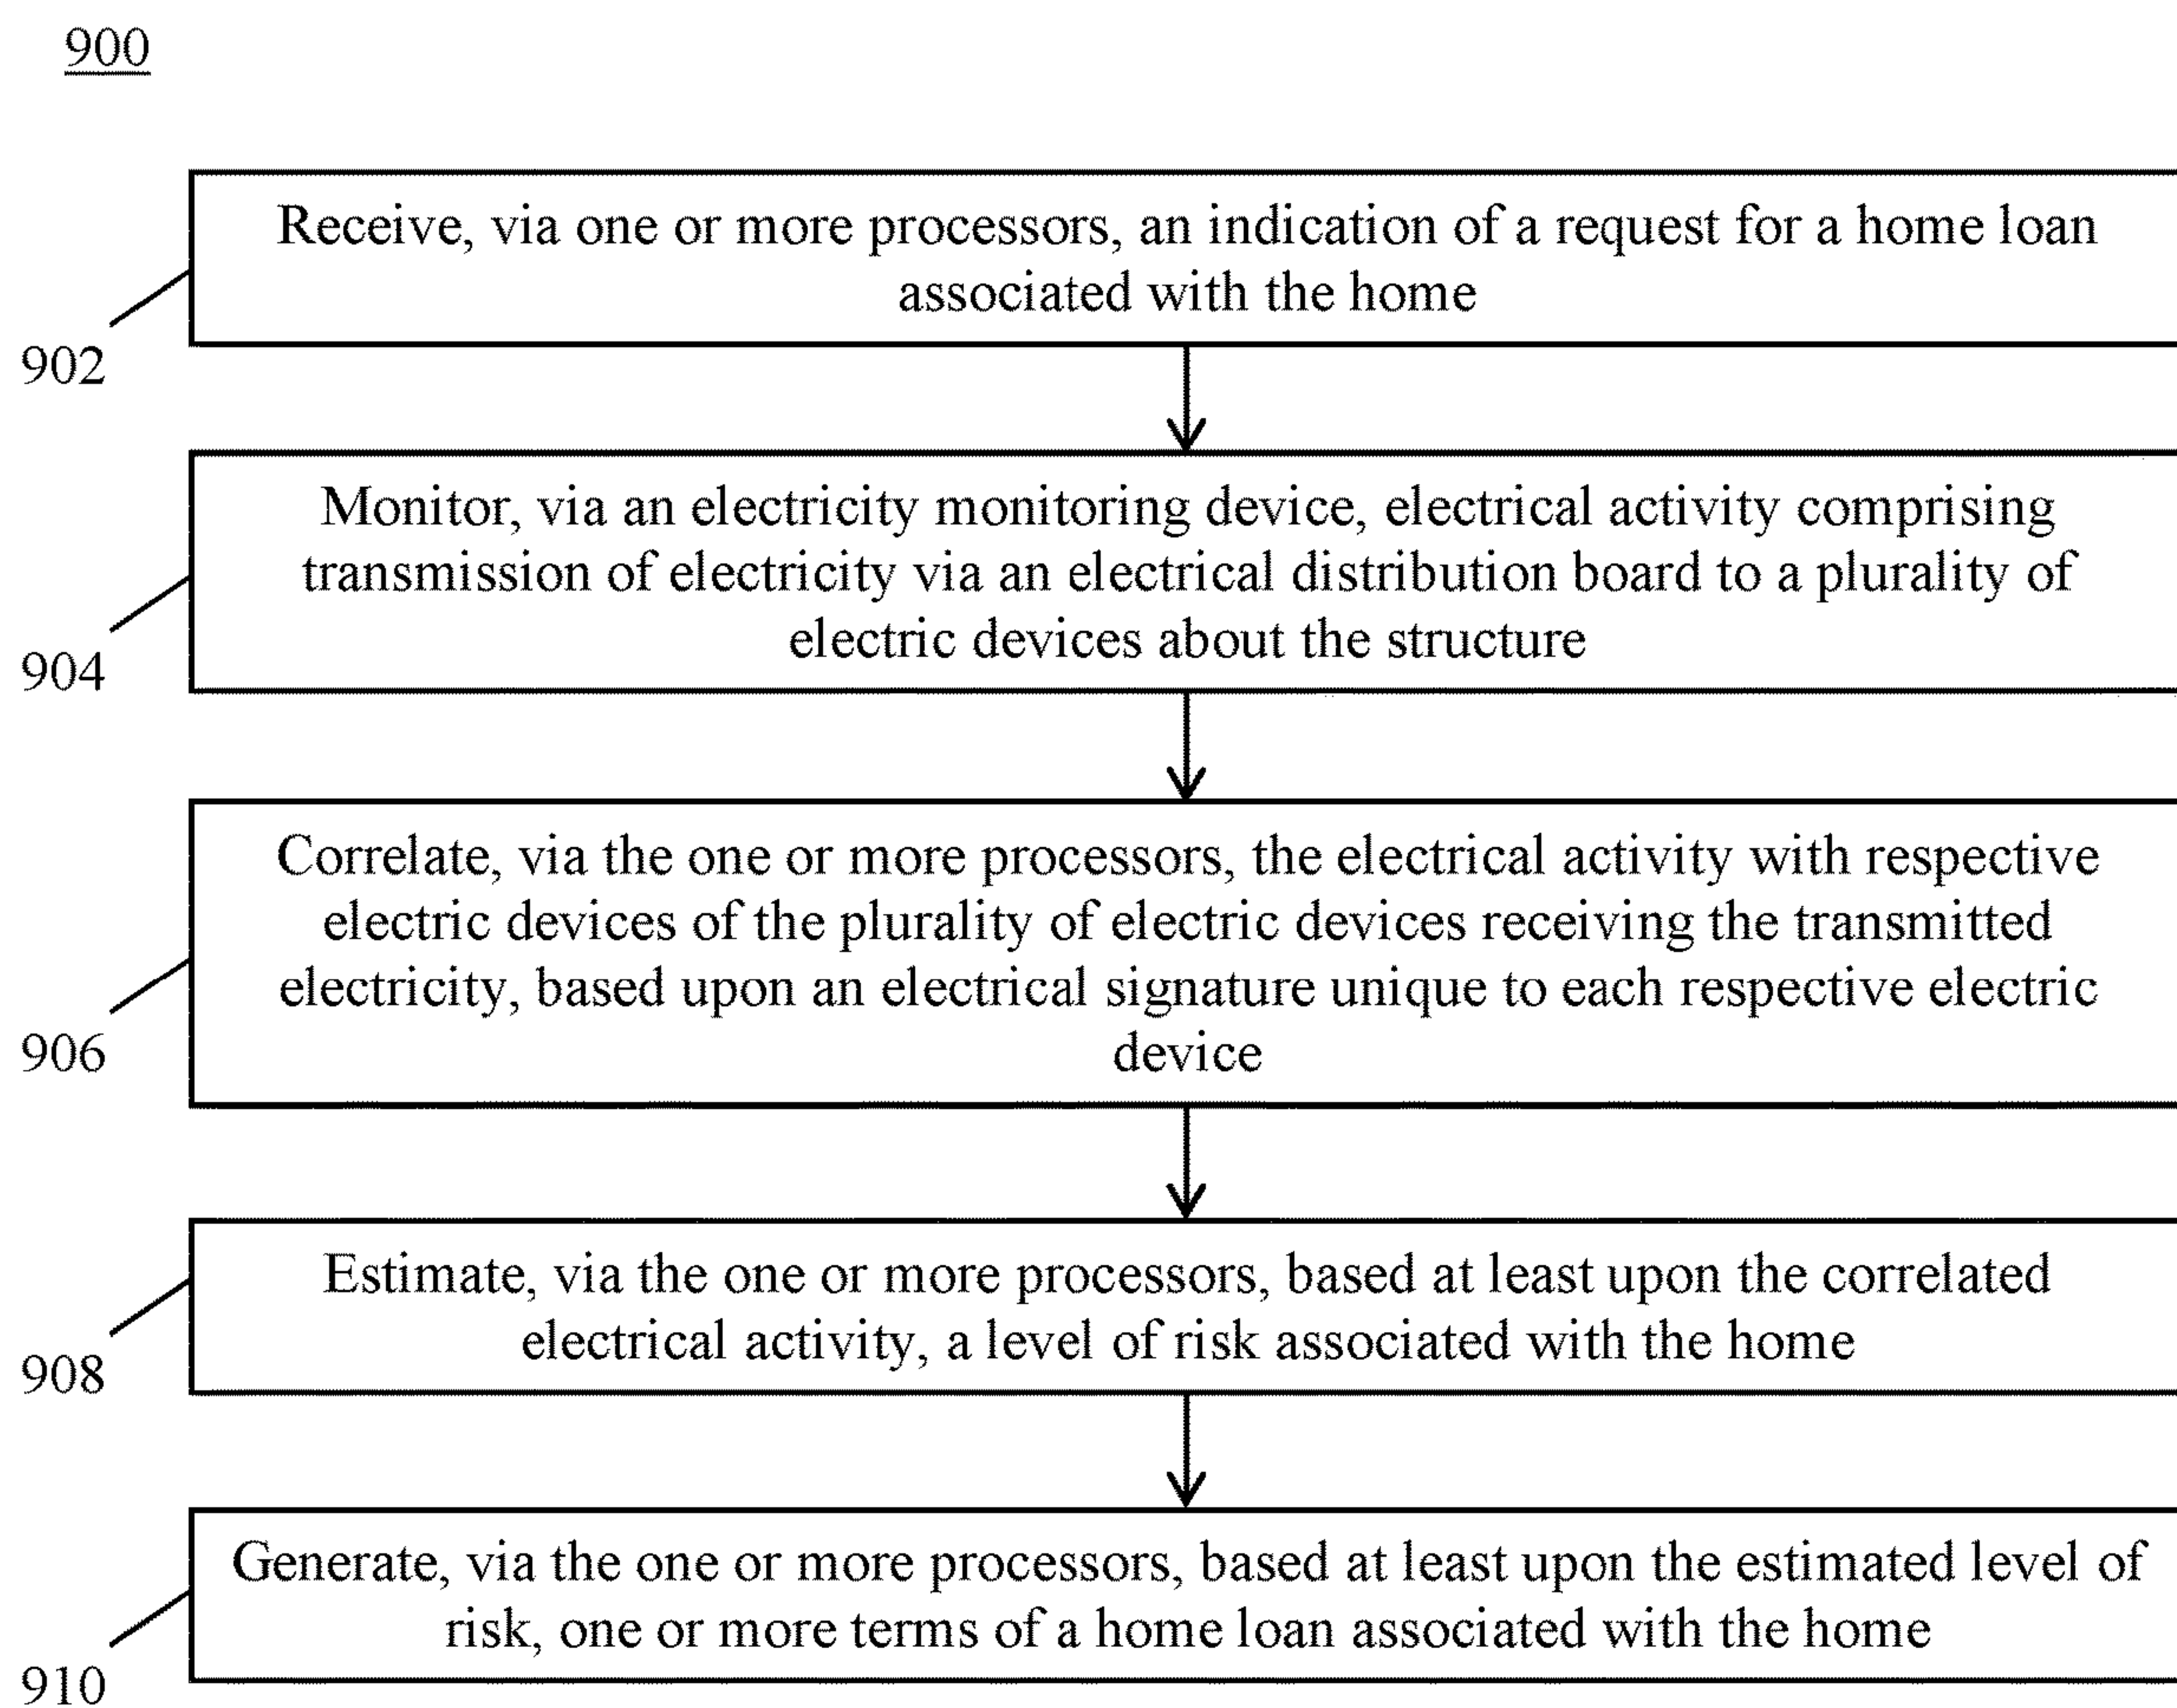 900
Receive, via one or more processors, an indication of a request for a home loan
associated with the home
902
Monitor, via an electricity monitoring device, electrical activity comprising
transmission of electricity via an electrical distribution board to a plurality of
electric devices about the structure
904
Correlate, via the one or more processors, the electrical activity with respective
electric devices of the plurality of electric devices receiving the transmitted
electricity, based upon an electrical signature unique to each respective electric
device
906
Estimate, via the one or more processors, based at least upon the correlated
electrical activity, a level of risk associated with the home
908
Generate, via the one or more processors, based at least upon the estimated level of
risk, one or more terms of a home loan associated with the home
910